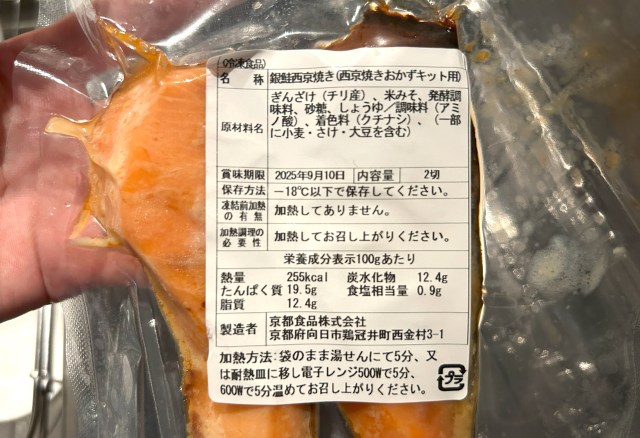 (冷凍食品)
名 称 銀鮭西京焼き(西京焼きおかずキット用)
原材料名 ぎんざけ(チリ産)、米みそ、発酵調
味料、砂糖、しょうゆ/調味料(アミ
ノ酸)、着色料(クチナシ)、(一部
に小麦・さけ・大豆を含む)
賞味期限 2025年9月10日 内容量 2切
保存方法 -18℃以下で保存してください。
凍結前加熱の有無 加熱してありません。
加熱調理の必要性 加熱してお召し上がりください。
栄養成分表示100gあたり
熱量 255kcal 炭水化物 12.4g
たんぱく質 19.5g 食塩相当量 0.9g
脂質 12.4g
製造者 京都食品株式会社
京都府向日市鶏冠井町西金村3-1
加熱方法: 袋のまま湯せんにて5分、又
は耐熱皿に移し電子レンジ500Wで5分、
600Wで5分温めてお召し上がりください。
プラ